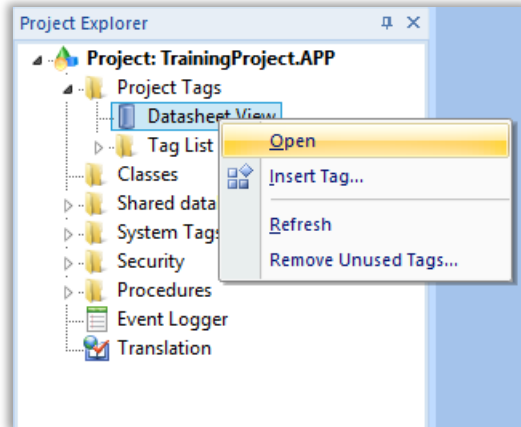 Project Explorer
Project: TrainingProject.APP
Project Tags
Datasheet View
Open
Tag List
Insert Tag...
Classes
Shared data
Refresh
System Tags
Remove Unused Tags...
Security
Procedures
Event Logger
Translation